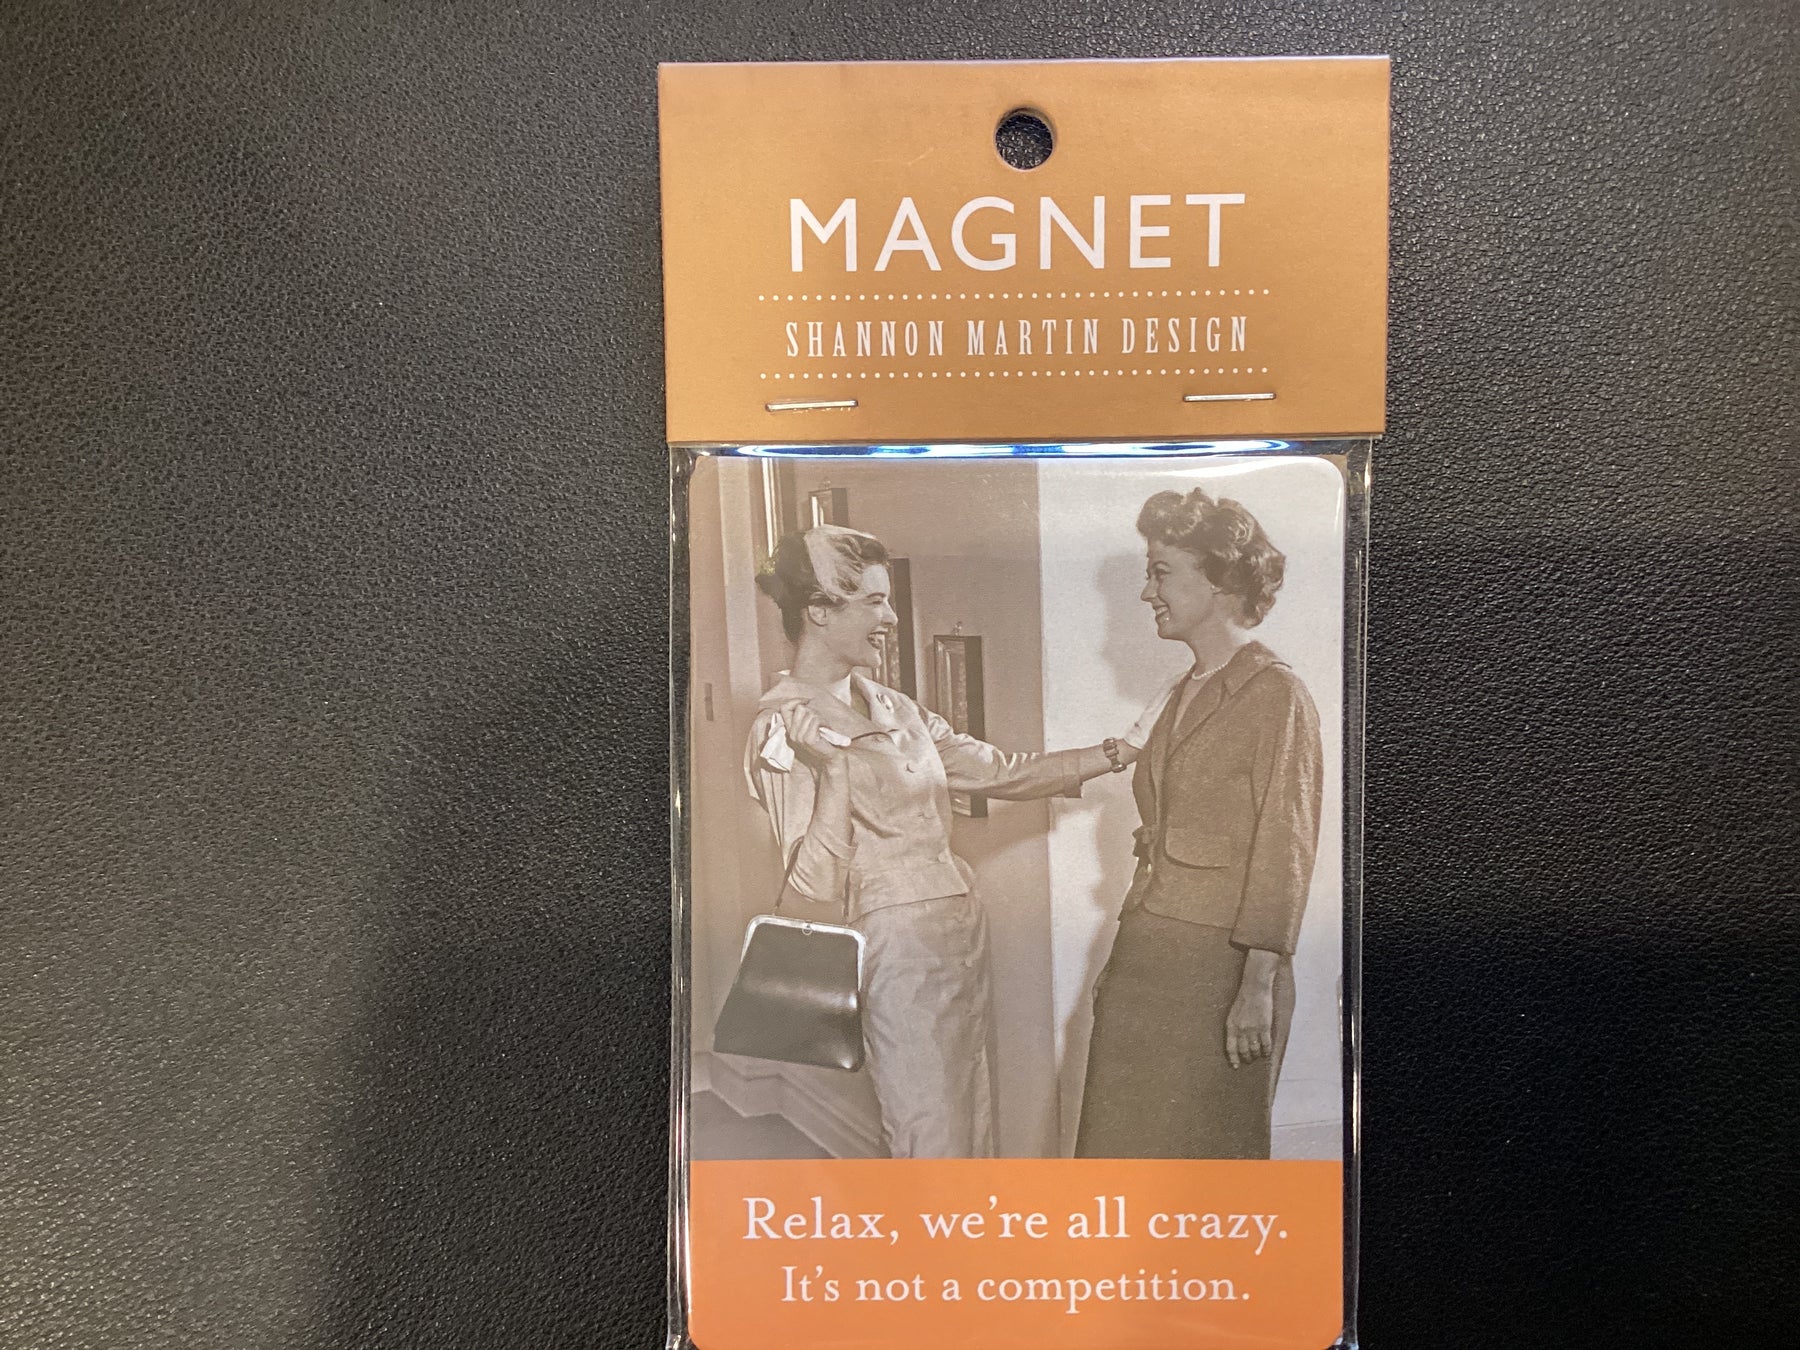 MAGNET
SHANNON MARTIN DESIGN
Relax, we’re all crazy.
It’s not a competition.